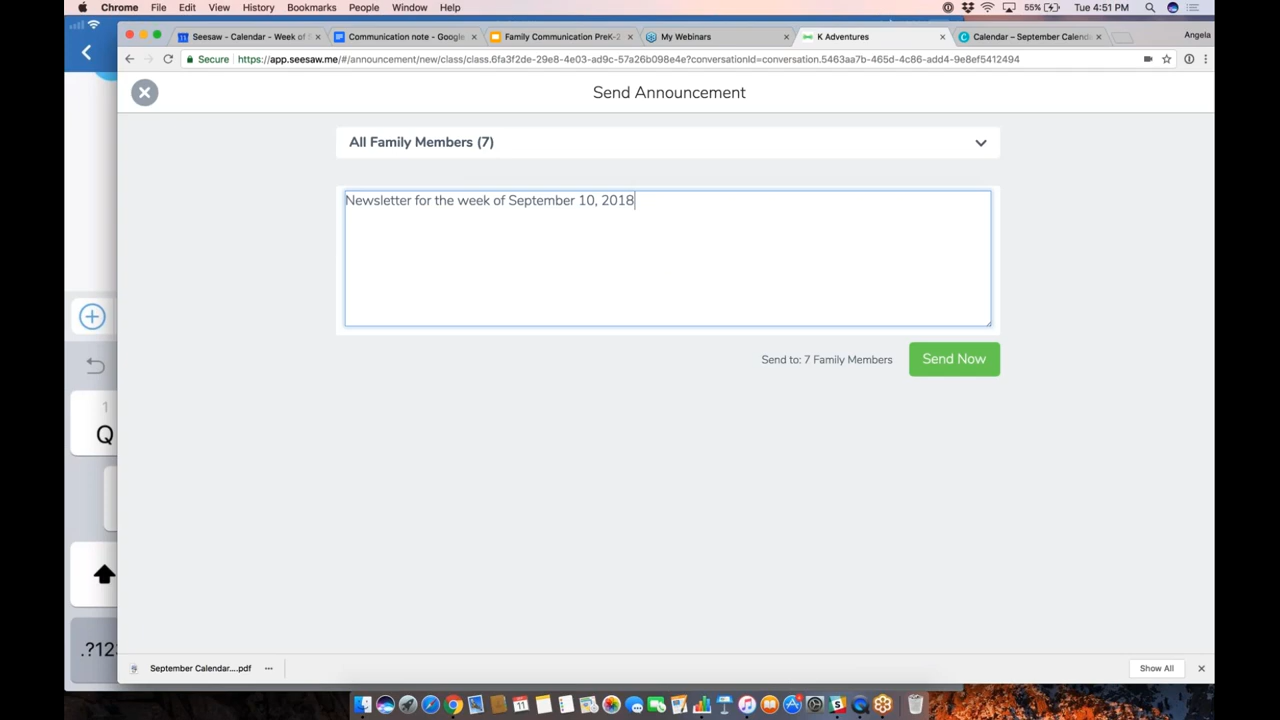 Chrome File Edit View History Bookmarks People Window Help 55% Tue 4:51 PM
Seesaw - Calendar - Week of Communication note - Google Family Communication PreK-2 My Webinars K Adventures Calendar – September Calend Angela
Secure https://app.seesaw.me/#/announcement/new/class/class.6fa3f2de-29e8-4e03-ad9c-57a26b098e4e?conversationId=conversation.5463aa7b-465d-4c86-add4-9e8ef5412494
Send Announcement
All Family Members (7)
Newsletter for the week of September 10, 2018
Send to: 7 Family Members Send Now
1
Q
.?123
September Calendar....pdf Show All